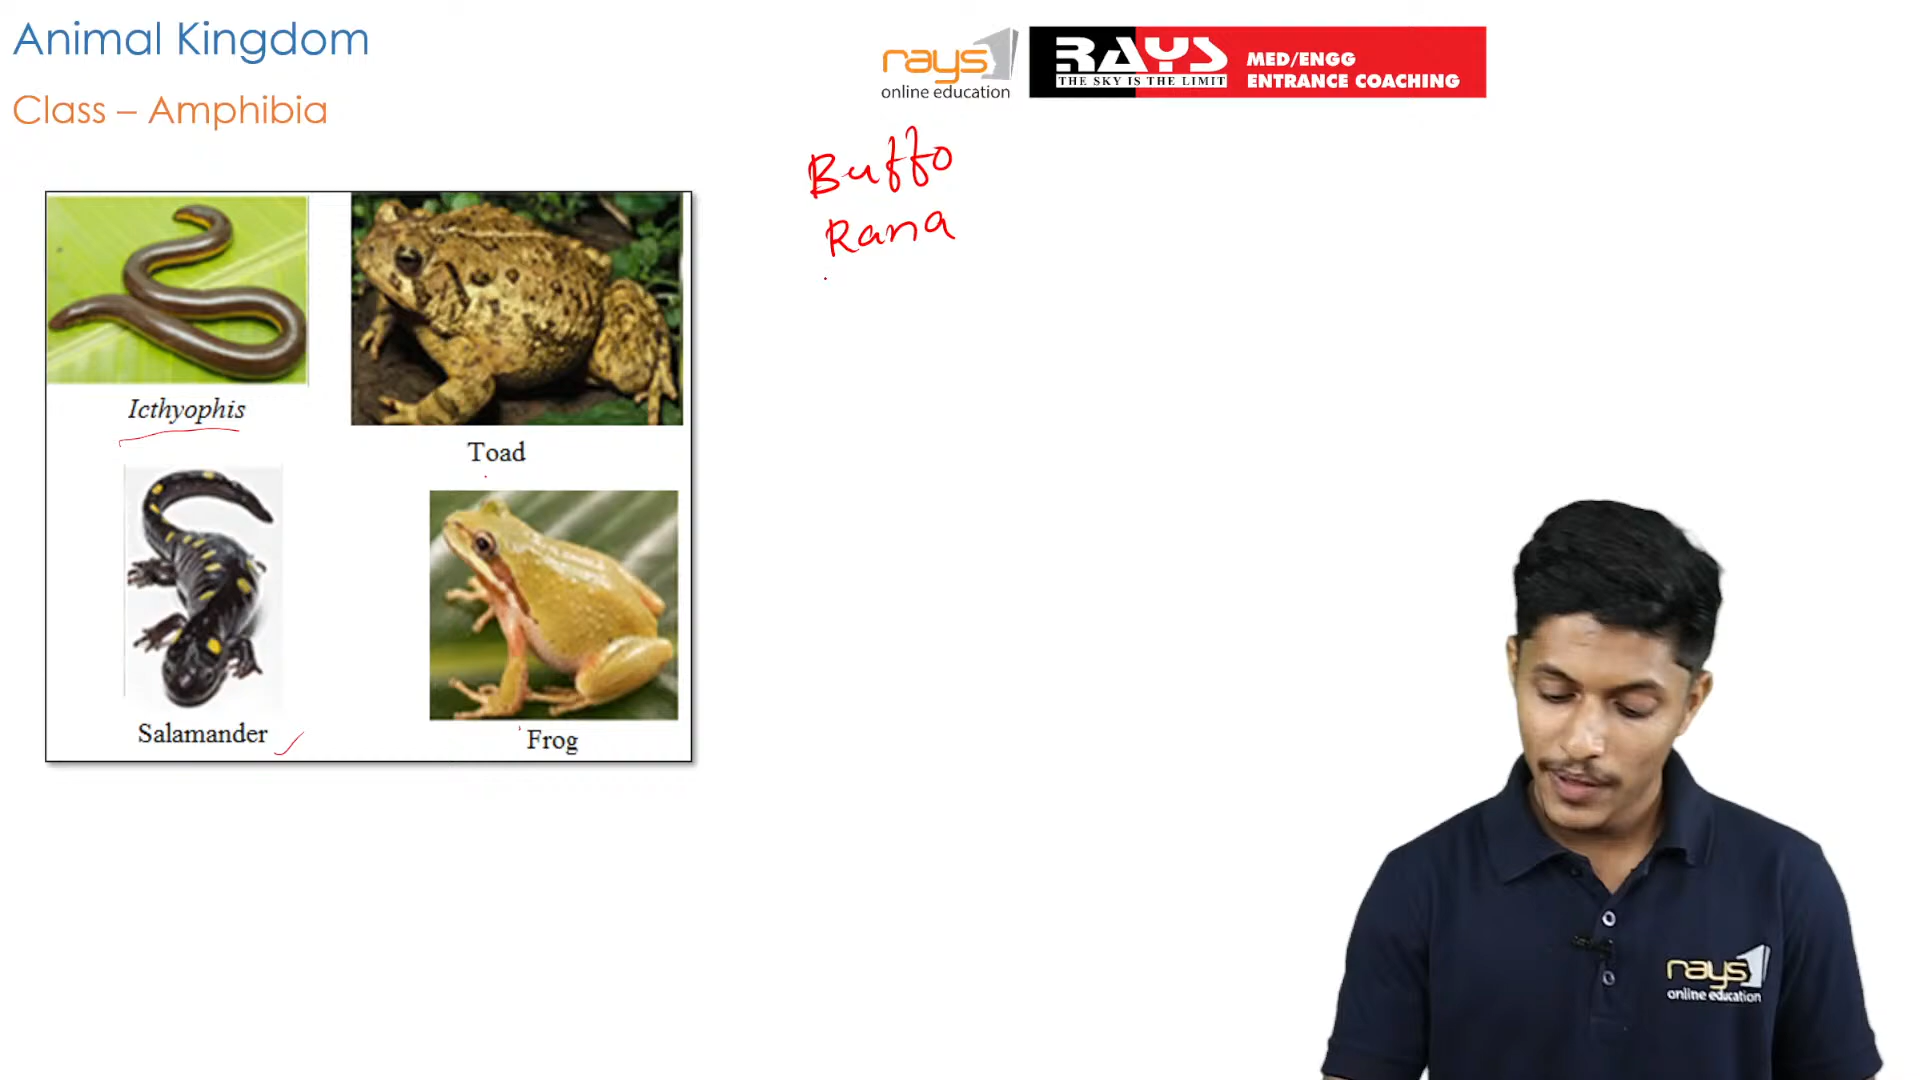 Animal Kingdom
Class – Amphibia
rays
online education
RAYS
THE SKY IS THE LIMIT
MED/ENGG
ENTRANCE COACHING
Buffo
Rana
Icthyophis
Toad
Salamander
Frog
rays
online education